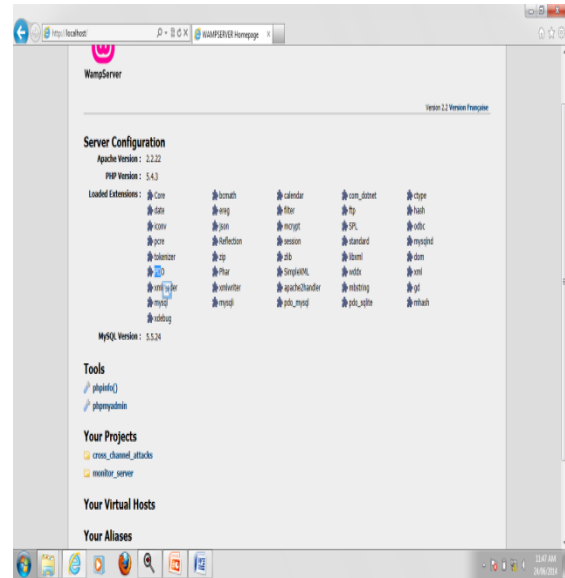 http://localhost/
WAMPSERVER Homepage
WampServer
Version 2.2 Version Française
Server Configuration
Apache Version : 2.2.22
PHP Version : 5.4.3
Loaded Extensions : Core bcmath calendar com_dotnet ctype
date ereg filter ftp hash
iconv json mcrypt SPL odbc
pcre Reflection session standard mysqlnd
tokenizer zip zlib libxml dom
PDO Phar SimpleXML wddx xml
xmlwriter apache2handler mbstring gd
mysql mysqli pdo_mysql pdo_sqlite mhash
xdebug
MySQL Version : 5.5.24
Tools
phpinfo()
phpmyadmin
Your Projects
cross_channel_attacks
monitor_server
Your Virtual Hosts
Your Aliases
11:47 AM
26/06/2014